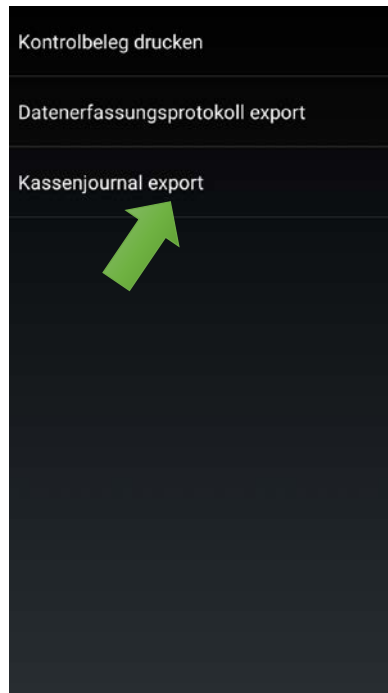 Kontrolbeleg drucken
Datenerfassungsprotokoll export
Kassenjournal export